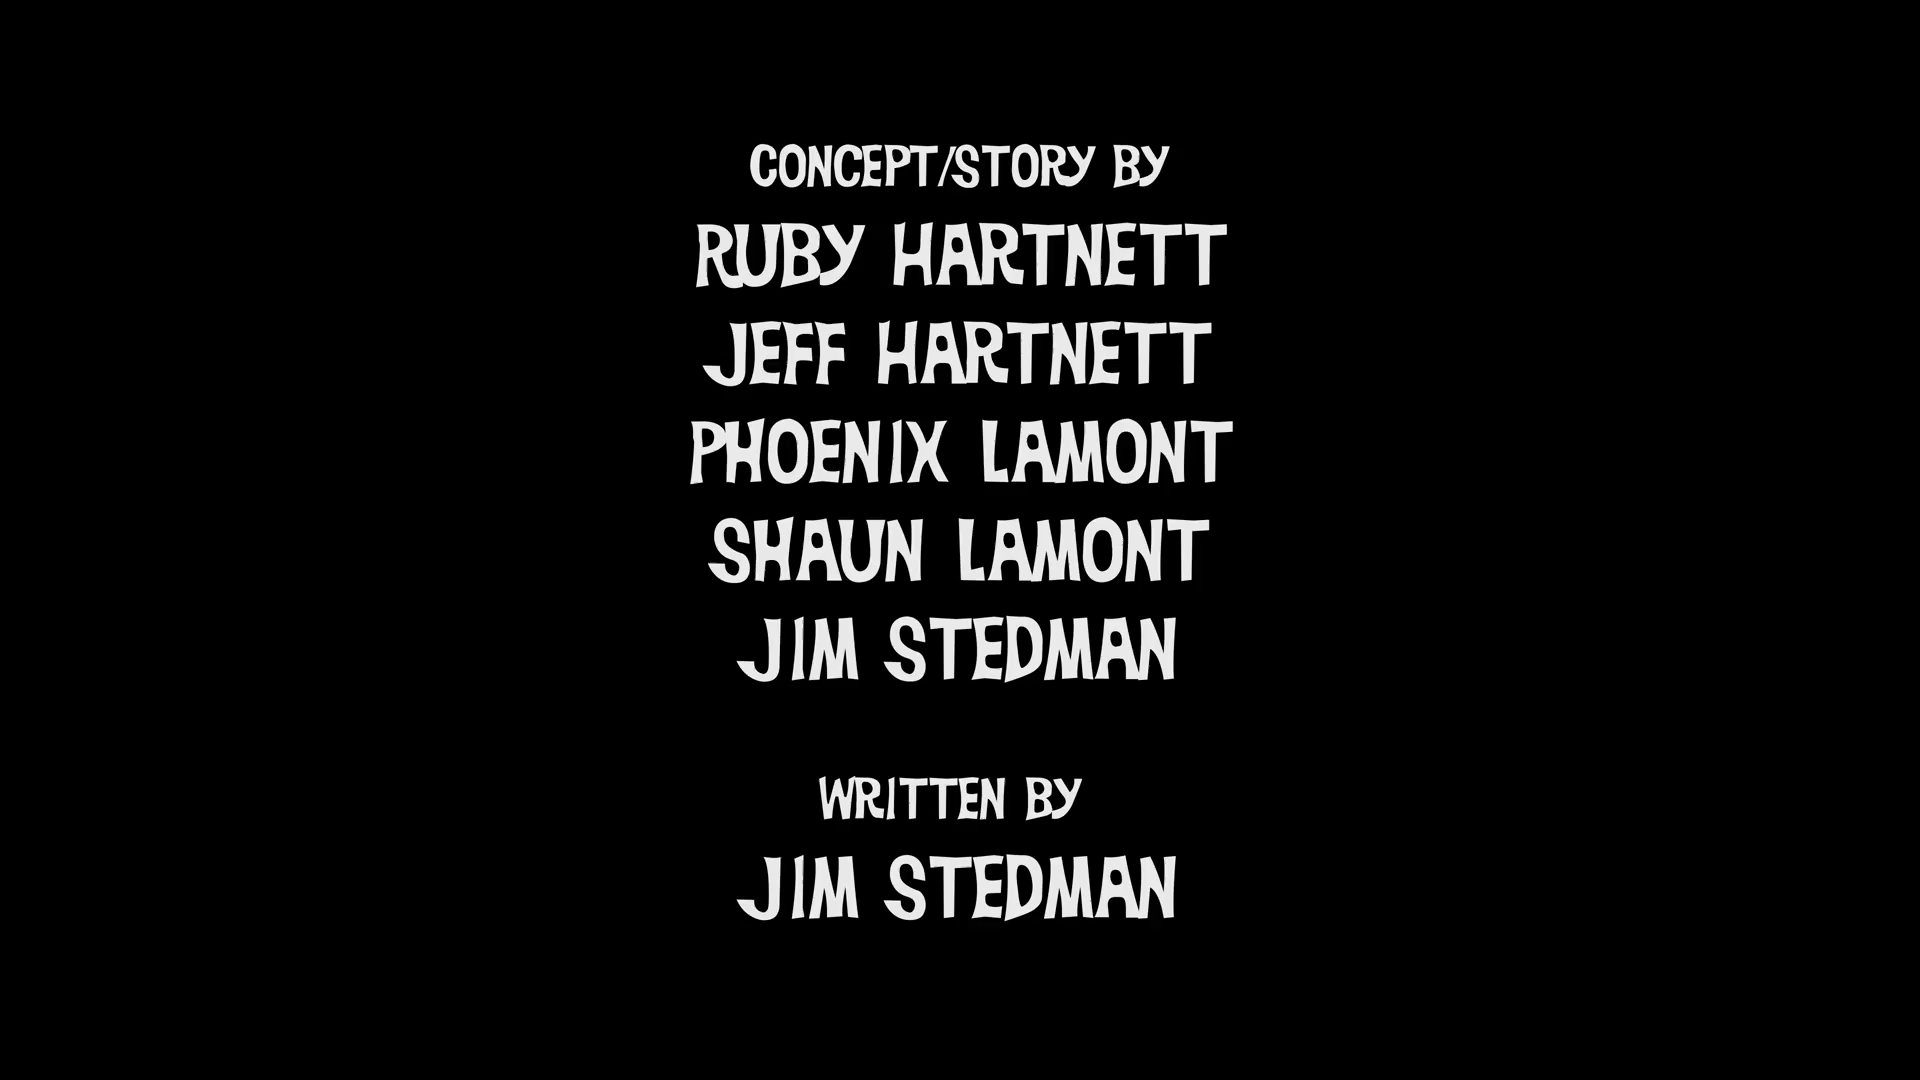 CONCEPT/STORY BY
RUBY HARTNETT
JEFF HARTNETT
PHOENIX LAMONT
SHAUN LAMONT
JIM STEDMAN
WRITTEN BY
JIM STEDMAN